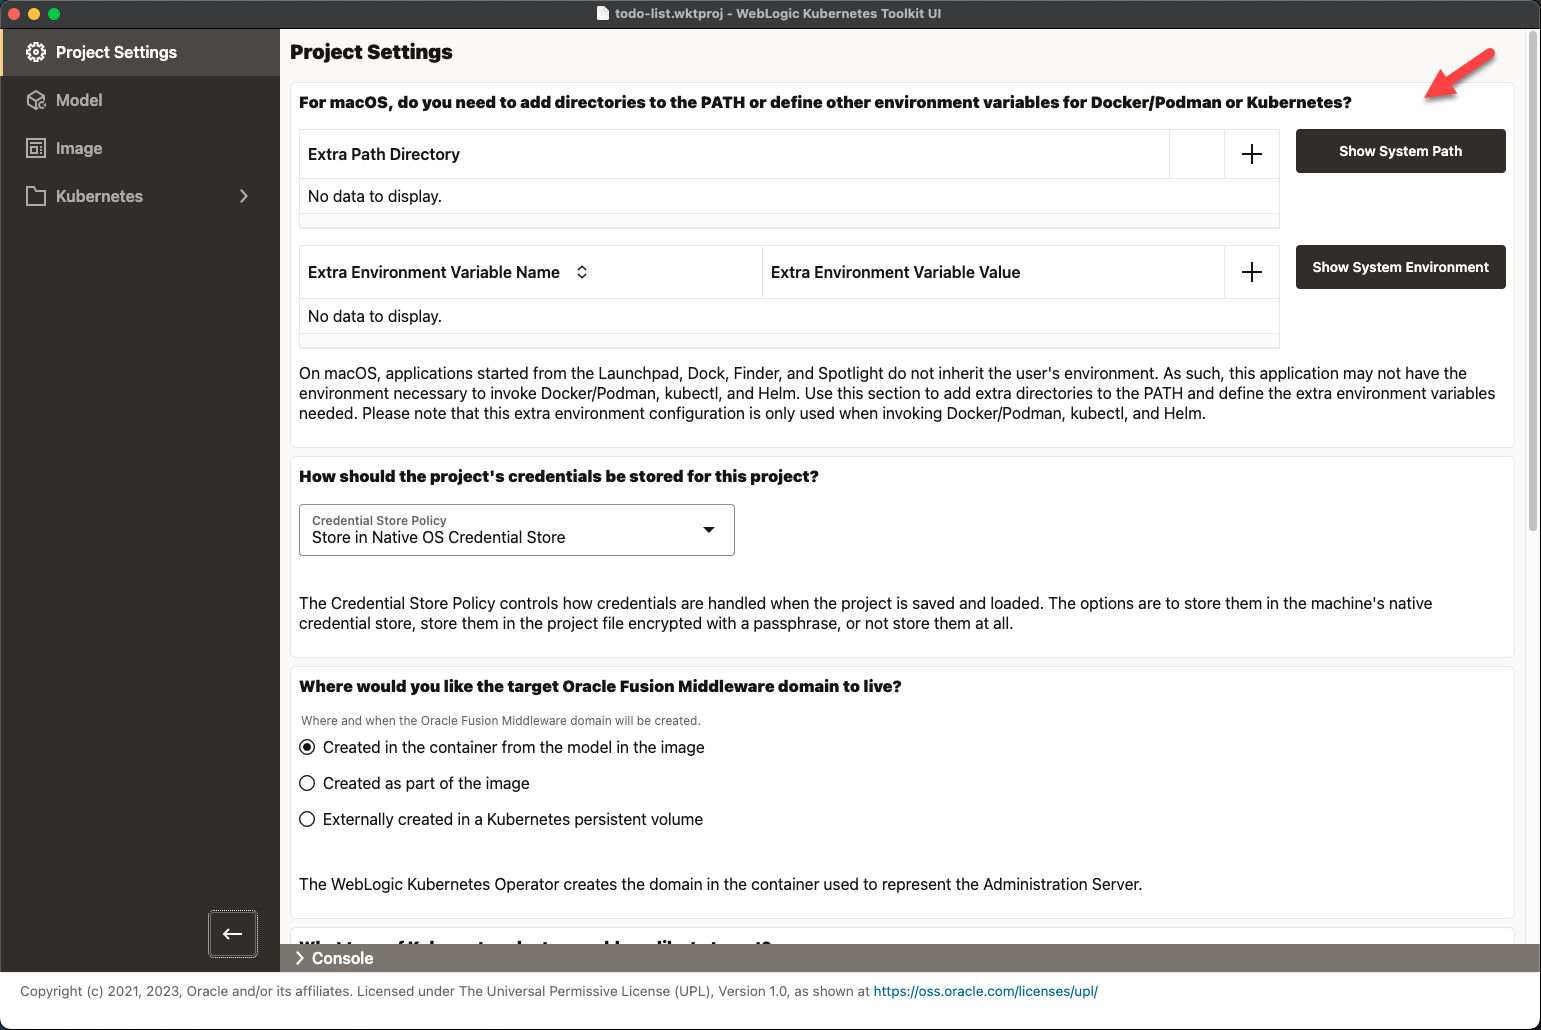 todo-list.wktproj - WebLogic Kubernetes Toolkit UI
Project Settings
Model
Image
Kubernetes
Project Settings
For macOS, do you need to add directories to the PATH or define other environment variables for Docker/Podman or Kubernetes?
Extra Path Directory
Show System Path
No data to display.
Extra Environment Variable Name
Extra Environment Variable Value
Show System Environment
No data to display.
On macOS, applications started from the Launchpad, Dock, Finder, and Spotlight do not inherit the user's environment. As such, this application may not have the
environment necessary to invoke Docker/Podman, kubectl, and Helm. Use this section to add extra directories to the PATH and define the extra environment variables
needed. Please note that this extra environment configuration is only used when invoking Docker/Podman, kubectl, and Helm.
How should the project's credentials be stored for this project?
Credential Store Policy
Store in Native OS Credential Store
The Credential Store Policy controls how credentials are handled when the project is saved and loaded. The options are to store them in the machine's native
credential store, store them in the project file encrypted with a passphrase, or not store them at all.
Where would you like the target Oracle Fusion Middleware domain to live?
Where and when the Oracle Fusion Middleware domain will be created.
Created in the container from the model in the image
Created as part of the image
Externally created in a Kubernetes persistent volume
The WebLogic Kubernetes Operator creates the domain in the container used to represent the Administration Server.
Console
Copyright (c) 2021, 2023, Oracle and/or its affiliates. Licensed under The Universal Permissive License (UPL), Version 1.0, as shown at https://oss.oracle.com/licenses/upl/